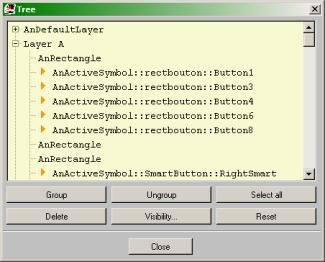 Tree
AnDefaultLayer
Layer A
AnRectangle
AnActiveSymbol::rectbouton::Button1
AnActiveSymbol::rectbouton::Button3
AnActiveSymbol::rectbouton::Button4
AnActiveSymbol::rectbouton::Button6
AnActiveSymbol::rectbouton::Button8
AnRectangle
AnRectangle
AnActiveSymbol::SmartButton::RightSmart
Group Ungroup Select all
Delete Visibility... Reset
Close